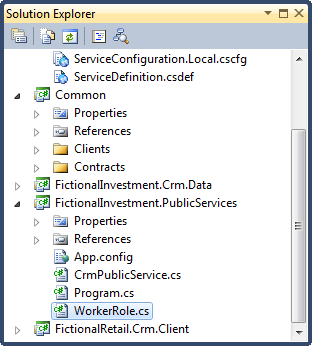 Solution Explorer
ServiceConfiguration.Local.cscfg
ServiceDefinition.csdef
Common
Properties
References
Clients
Contracts
FictionalInvestment.Crm.Data
FictionalInvestment.PublicServices
Properties
References
App.config
CrmPublicService.cs
Program.cs
WorkerRole.cs
FictionalRetail.Crm.Client